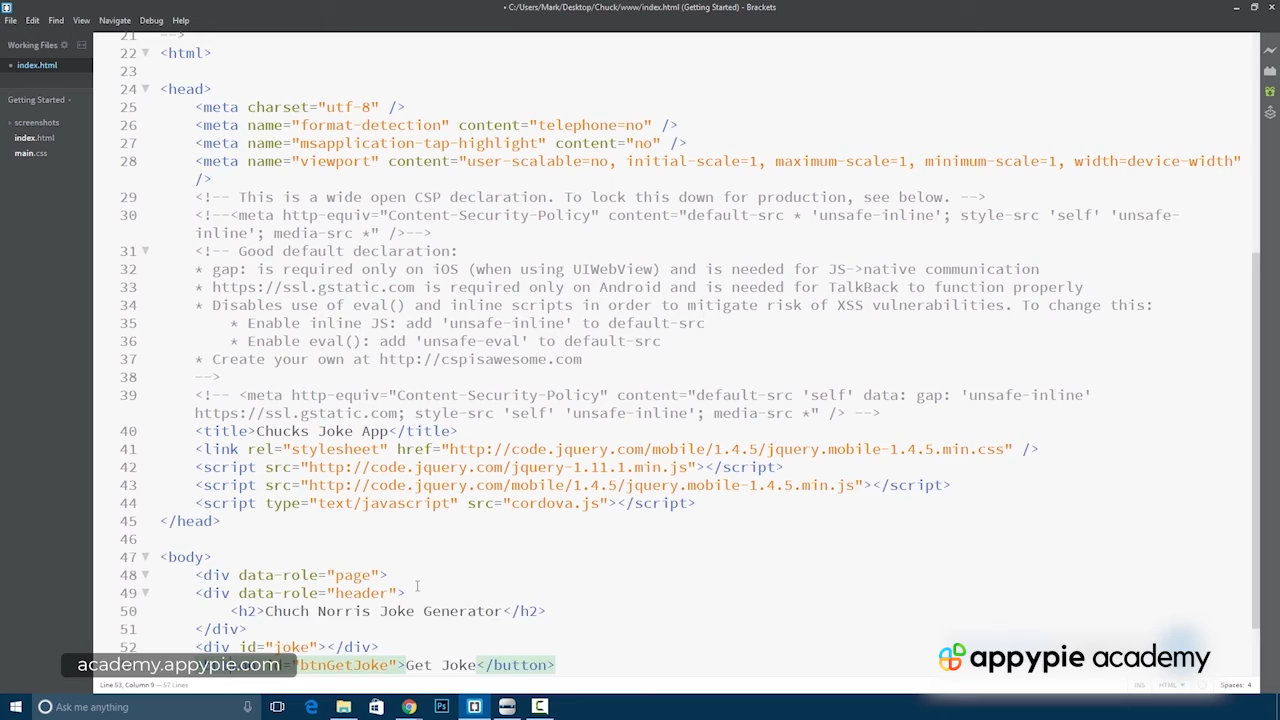 C:/Users/Mark/Desktop/Chuck/www/index.html (Getting Started) - Brackets
File Edit Find View Navigate Debug Help
Working Files
index.html
Getting Started
screenshots
index.html
main.css
21 -->
22 <html>
23
24 <head>
25 <meta charset="utf-8" />
26 <meta name="format-detection" content="telephone=no" />
27 <meta name="msapplication-tap-highlight" content="no" />
28 <meta name="viewport" content="user-scalable=no, initial-scale=1, maximum-scale=1, minimum-scale=1, width=device-width"
/>
29 <!-- This is a wide open CSP declaration. To lock this down for production, see below. -->
30 <!--<meta http-equiv="Content-Security-Policy" content="default-src * 'unsafe-inline'; style-src 'self' 'unsafe-
inline'; media-src *" />-->
31 <!-- Good default declaration:
32 * gap: is required only on iOS (when using UIWebView) and is needed for JS->native communication
33 * https://ssl.gstatic.com is required only on Android and is needed for TalkBack to function properly
34 * Disables use of eval() and inline scripts in order to mitigate risk of XSS vulnerabilities. To change this:
35 * Enable inline JS: add 'unsafe-inline' to default-src
36 * Enable eval(): add 'unsafe-eval' to default-src
37 * Create your own at http://cspisawesome.com
38 -->
39 <!-- <meta http-equiv="Content-Security-Policy" content="default-src 'self' data: gap: 'unsafe-inline'
https://ssl.gstatic.com; style-src 'self' 'unsafe-inline'; media-src *" /> -->
40 <title>Chucks Joke App</title>
41 <link rel="stylesheet" href="http://code.jquery.com/mobile/1.4.5/jquery.mobile-1.4.5.min.css" />
42 <script src="http://code.jquery.com/jquery-1.11.1.min.js"></script>
43 <script src="http://code.jquery.com/mobile/1.4.5/jquery.mobile-1.4.5.min.js"></script>
44 <script type="text/javascript" src="cordova.js"></script>
45 </head>
46
47 <body>
48 <div data-role="page">
49 <div data-role="header">
50 <h2>Chuch Norris Joke Generator</h2>
51 </div>
52 <div id="joke"></div>
"btnGetJoke">Get Joke</button>
academy.appypie.com
appypie academy
Line 53, Column 9 — 57 Lines
INS HTML Spaces: 4
Ask me anything